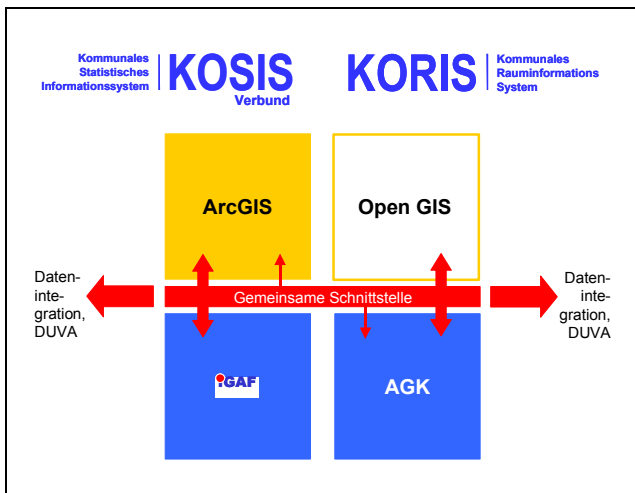 Kommunales
Statistisches
Informationssystem
KOSIS
Verbund
KORIS
Kommunales
Rauminformations
System
ArcGIS
Open GIS
Daten-
inte-
gration,
DUVA
Gemeinsame Schnittstelle
Daten-
inte-
gration,
DUVA
iGAF
AGK